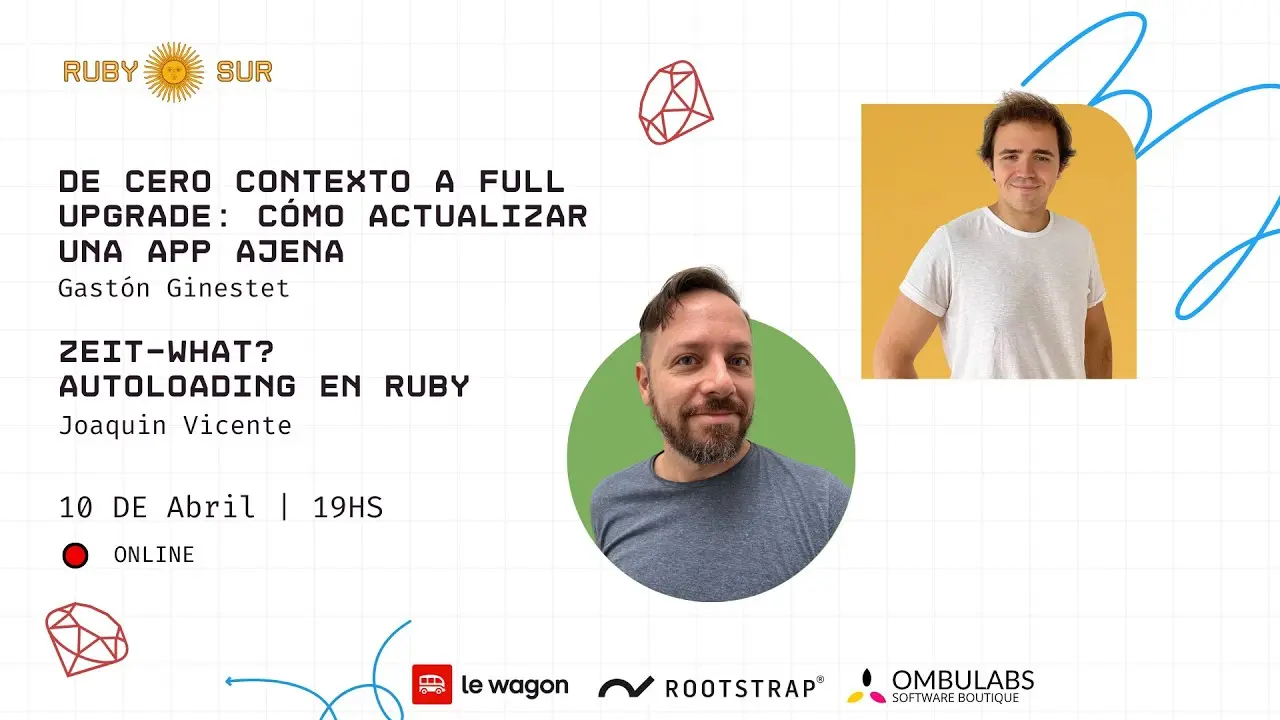 RUBY SUR
DE CERO CONTEXTO A FULL
UPGRADE: CÓMO ACTUALIZAR
UNA APP AJENA
Gastón Ginestet
ZEIT-WHAT?
AUTOLOADING EN RUBY
Joaquin Vicente
10 DE Abril | 19HS
ONLINE
le wagon
ROOTSTRAP®
OMBULABS
SOFTWARE BOUTIQUE